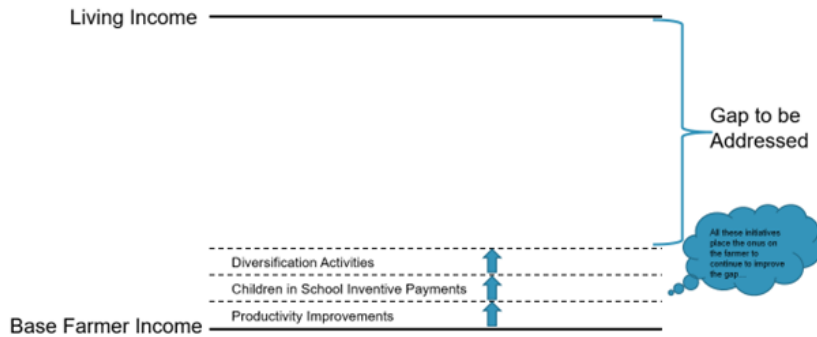 Living Income
Gap to be
Addressed
All these initiatives
place the onus on
the farmer to
continue to improve
the gap...
Diversification Activities
Children in School Inventive Payments
Productivity Improvements
Base Farmer Income